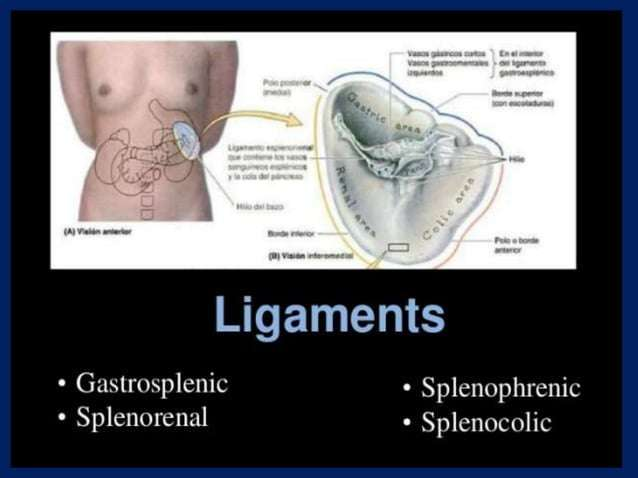 Vasos gástricos cortos
Vasos gastroomentales
izquierdos
En el interior
del ligamento
gastroesplénico
Polo posterior
(medial)
Borde superior
(con escotaduras)
Gastric area
Ligamento esplenorrenal
que contiene los vasos
sanguíneos esplénicos
y la cola del páncreas
Hilio
Renal area
Colic area
Hilio del bazo
(A) Visión anterior
Borde inferior
Polo o borde
anterior
(B) Visión inferomedial
Ligaments
• Gastrosplenic
• Splenorenal
• Splenophrenic
• Splenocolic